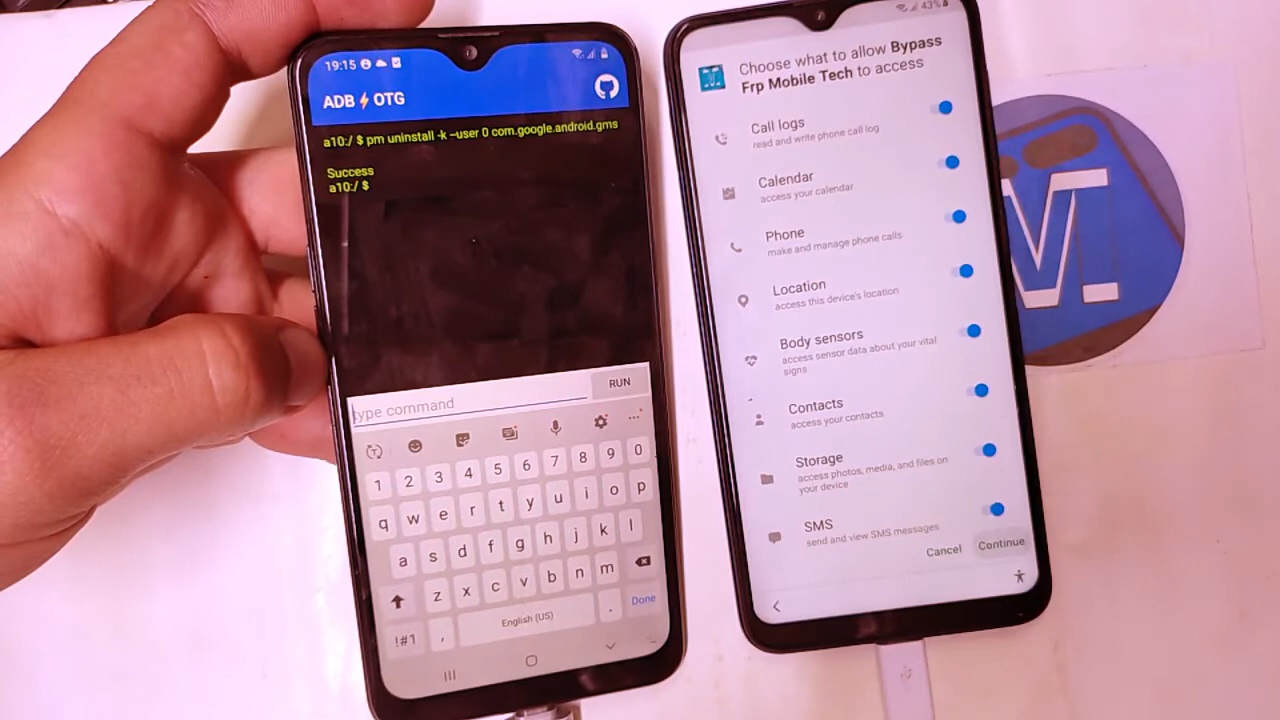 19:15
ADB⚡OTG
a10:/ $ pm uninstall -k --user 0 com.google.android.gms
Success
a10:/ $
type command
RUN
1 2 3 4 5 6 7 8 9 0
q w e r t y u i o p
a s d f g h j k l
z x c v b n m
!#1 , English (US) . Done
43%
Choose what to allow Bypass
Frp Mobile Tech to access
Call logs
read and write phone call log
Calendar
access your calendar
Phone
make and manage phone calls
Location
access this device's location
Body sensors
access sensor data about your vital
signs
Contacts
access your contacts
Storage
access photos, media, and files on
your device
SMS
send and view SMS messages
Cancel Continue